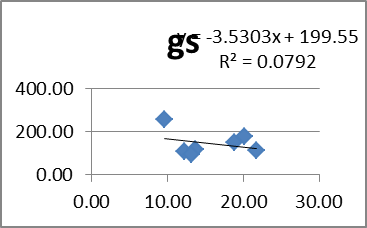 gs
y = -3.5303x + 199.55
R² = 0.0792
400.00
200.00
0.00
0.00 10.00 20.00 30.00